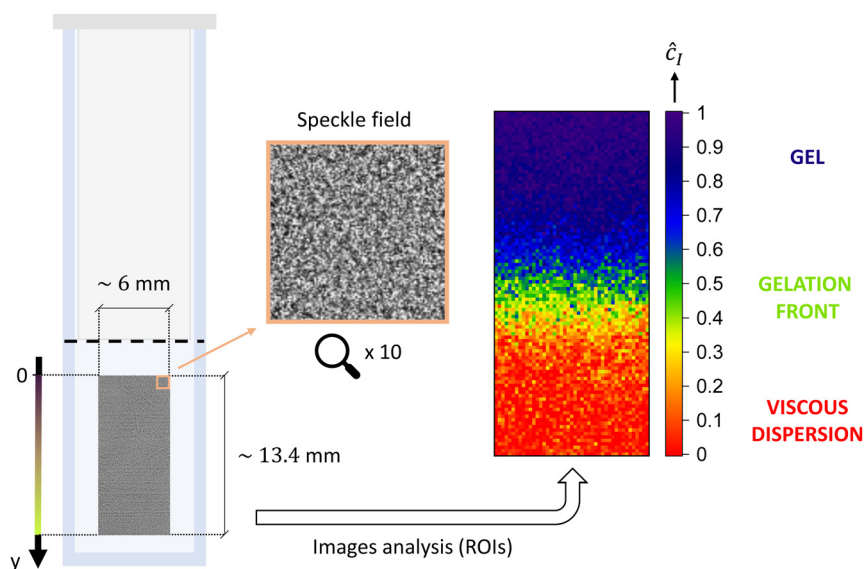 Speckle field
~ 6 mm
x 10
0
~ 13.4 mm
y
Images analysis (ROIs)
ĉ_I
1
0.9
0.8
0.7
0.6
0.5
0.4
0.3
0.2
0.1
0
GEL
GELATION
FRONT
VISCOUS
DISPERSION